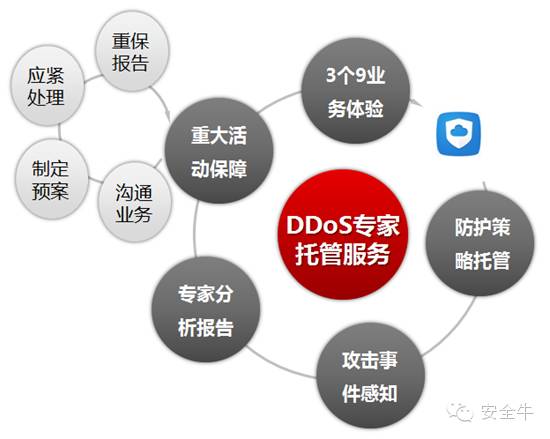 重保
报告
应紧
处理
制定
预案
沟通
业务
重大活
动保障
3个9业
务体验
DDoS专家
托管服务
防护策
略托管
专家分
析报告
攻击事
件感知
安全牛